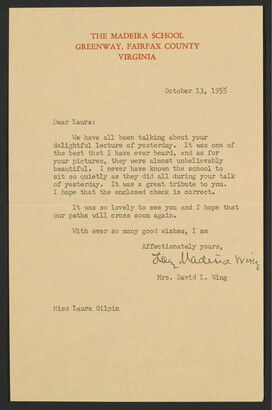 THE MADEIRA SCHOOL
GREENWAY, FAIRFAX COUNTY
VIRGINIA
October 13, 1955
Dear Laura:
We have all been talking about your
delightful lecture of yesterday. It was one of
the best that I have ever heard, and as for
your pictures, they were almost unbelievably
beautiful. I never have known the school to
sit so quietly as they did all during your talk
of yesterday. It was a great tribute to you.
I hope that the enclosed check is correct.
It was so lovely to see you and I hope that
our paths will cross soon again.
With ever so many good wishes, I am
Affectionately yours,
Lucy Madeira Wing
Mrs. David L. Wing
Miss Laura Gilpin